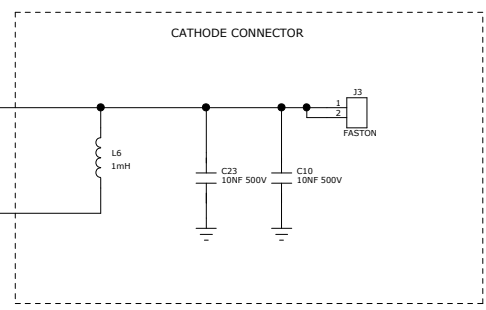 CATHODE CONNECTOR
J3
1
2
FASTON
L6
1mH
C23
10NF 500V
C10
10NF 500V